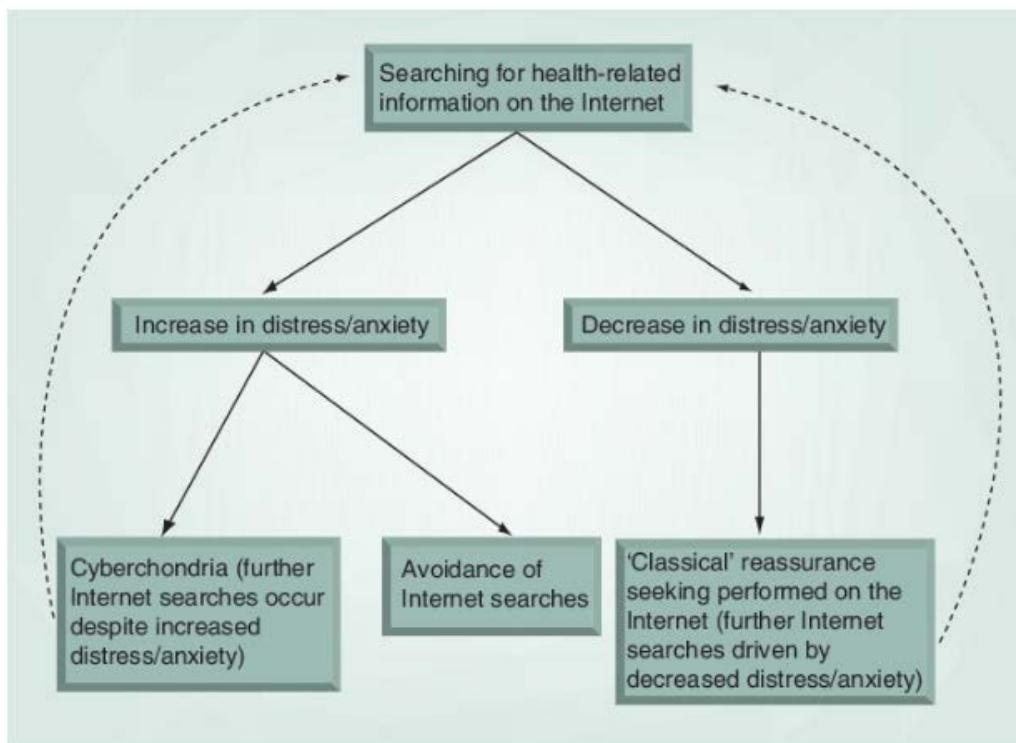 Searching for health-related
information on the Internet
Increase in distress/anxiety
Decrease in distress/anxiety
Cyberchondria (further
Internet searches occur
despite increased
distress/anxiety)
Avoidance of
Internet searches
‘Classical’ reassurance
seeking performed on the
Internet (further Internet
searches driven by
decreased distress/anxiety)